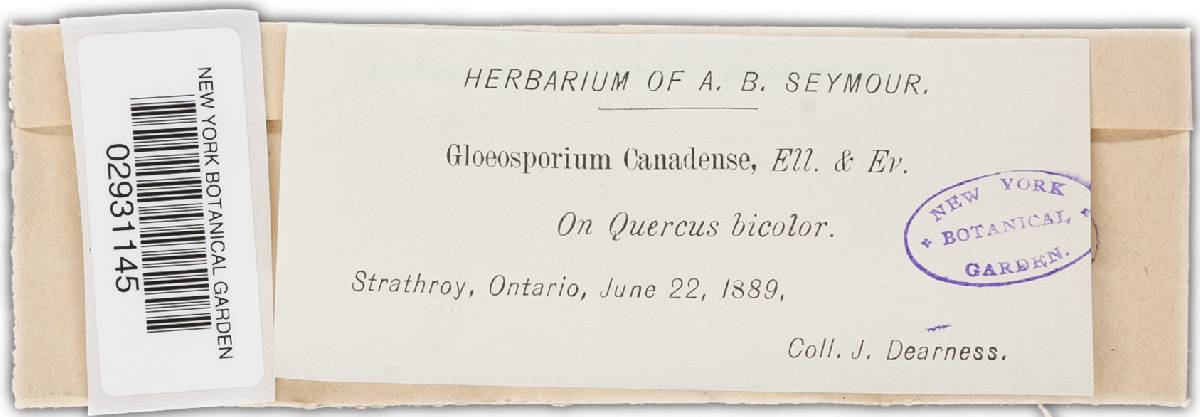 NEW YORK BOTANICAL GARDEN
02931145
HERBARIUM OF A. B. SEYMOUR.
Gloeosporium Canadense, Ell. & Ev.
On Quercus bicolor.
Strathroy, Ontario, June 22, 1889,
Coll. J. Dearness.
NEW YORK
BOTANICAL
GARDEN.